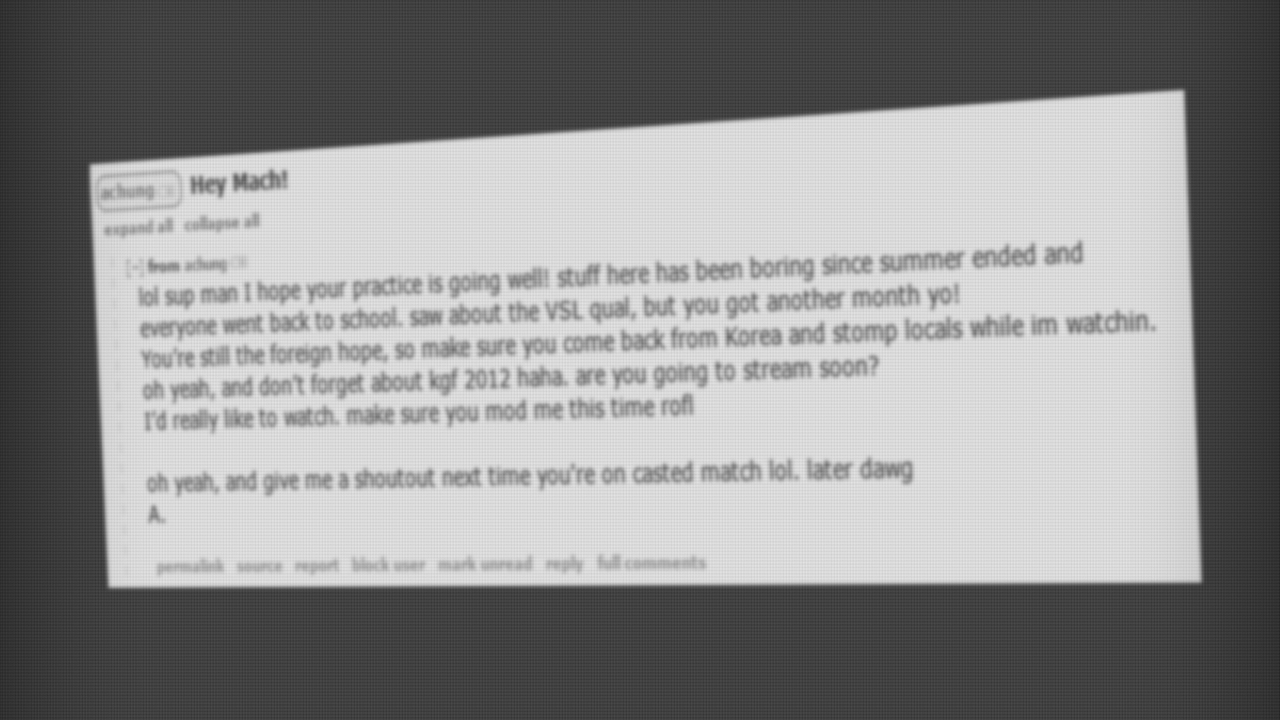 achung Hey Mach!
expand all collapse all
[-] from achung
lol sup man I hope your practice is going well! stuff here has been boring since summer ended and
everyone went back to school. saw about the VSL qual, but you got another month yo!
You're still the foreign hope, so make sure you come back from Korea and stomp locals while im watchin.
oh yeah, and don't forget about kgf 2012 haha. are you going to stream soon?
I'd really like to watch. make sure you mod me this time rofl
oh yeah, and give me a shoutout next time you're on casted match lol. later dawg
A.
permalink source report block user mark unread reply full comments